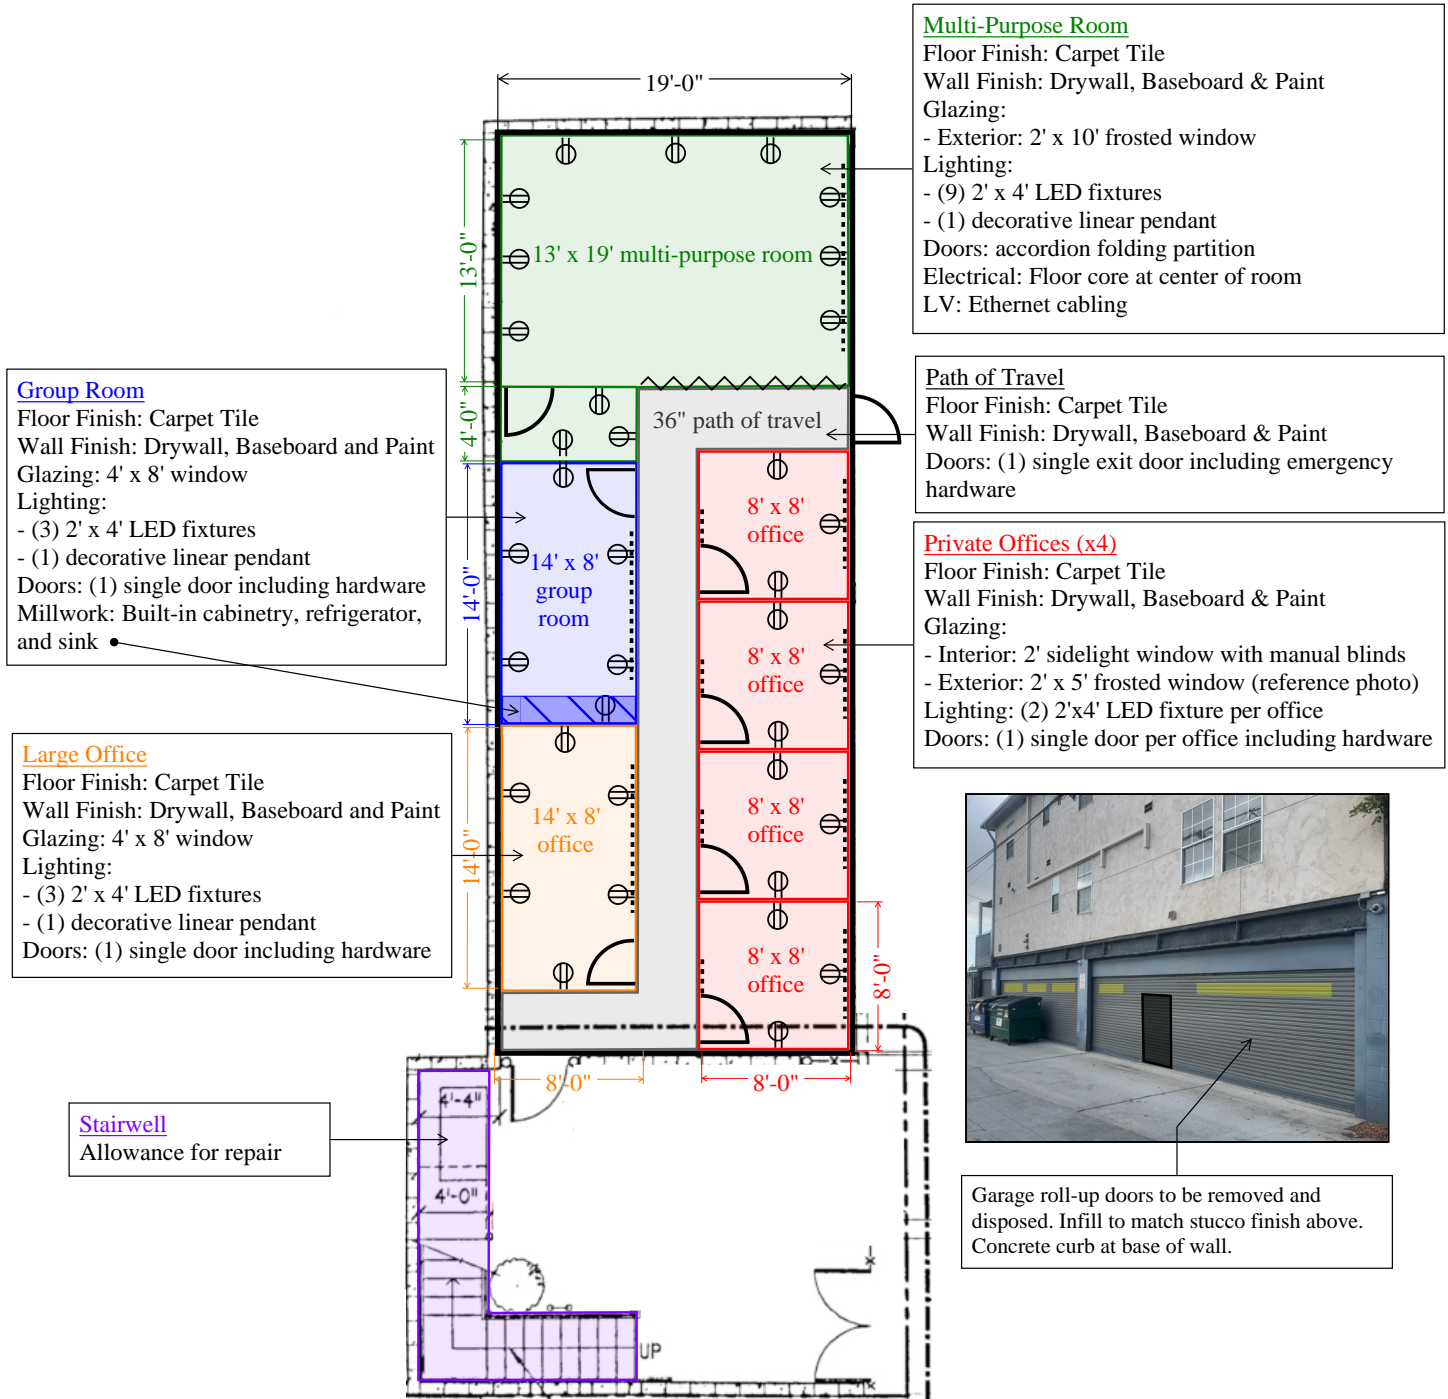 Multi-Purpose Room
Floor Finish: Carpet Tile
Wall Finish: Drywall, Baseboard & Paint
Glazing:
- Exterior: 2' x 10' frosted window
Lighting:
- (9) 2' x 4' LED fixtures
- (1) decorative linear pendant
Doors: accordion folding partition
Electrical: Floor core at center of room
LV: Ethernet cabling
19'-0"
13'-0"
13' x 19' multi-purpose room
4'-0"
36" path of travel
Path of Travel
Floor Finish: Carpet Tile
Wall Finish: Drywall, Baseboard & Paint
Doors: (1) single exit door including emergency
hardware
Group Room
Floor Finish: Carpet Tile
Wall Finish: Drywall, Baseboard and Paint
Glazing: 4' x 8' window
Lighting:
- (3) 2' x 4' LED fixtures
- (1) decorative linear pendant
Doors: (1) single door including hardware
Millwork: Built-in cabinetry, refrigerator,
and sink
14'-0"
14' x 8'
group
room
8' x 8'
office
8' x 8'
office
8' x 8'
office
8' x 8'
office
8'-0"
8'-0"
Private Offices (x4)
Floor Finish: Carpet Tile
Wall Finish: Drywall, Baseboard & Paint
Glazing:
- Interior: 2' sidelight window with manual blinds
- Exterior: 2' x 5' frosted window (reference photo)
Lighting: (2) 2'x4' LED fixture per office
Doors: (1) single door per office including hardware
Large Office
Floor Finish: Carpet Tile
Wall Finish: Drywall, Baseboard and Paint
Glazing: 4' x 8' window
Lighting:
- (3) 2' x 4' LED fixtures
- (1) decorative linear pendant
Doors: (1) single door including hardware
14'-0"
14' x 8'
office
8'-0"
Stairwell
Allowance for repair
4'-4"
4'-0"
UP
Garage roll-up doors to be removed and
disposed. Infill to match stucco finish above.
Concrete curb at base of wall.